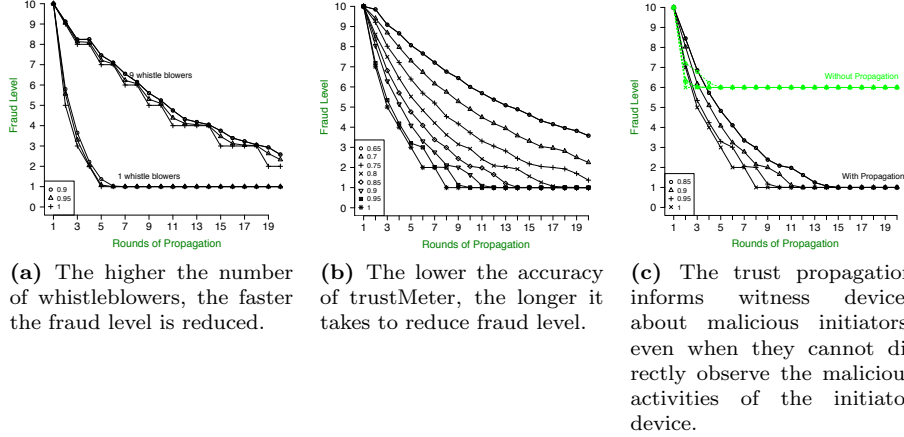 10
9
8
7
6
5
4
3
2
1
0
Fraud Level
9 whistle blowers
1 whistle blowers
0.9
0.95
1
1 3 5 7 9 11 13 15 17 19
Rounds of Propagation
(a) The higher the number
of whistleblowers, the faster
the fraud level is reduced.
10
9
8
7
6
5
4
3
2
1
0
Fraud Level
0.65
0.7
0.75
0.8
0.85
0.9
0.95
1
1 3 5 7 9 11 13 15 17 19
Rounds of Propagation
(b) The lower the accuracy
of trustMeter, the longer it
takes to reduce fraud level.
10
9
8
7
6
5
4
3
2
1
0
Fraud Level
Without Propagation
With Propagation
0.85
0.9
0.95
1
1 3 5 7 9 11 13 15 17 19
Rounds of Propagation
(c) The trust propagation
informs witness device
about malicious initiators
even when they cannot di
rectly observe the maliciou
activities of the initiato
device.